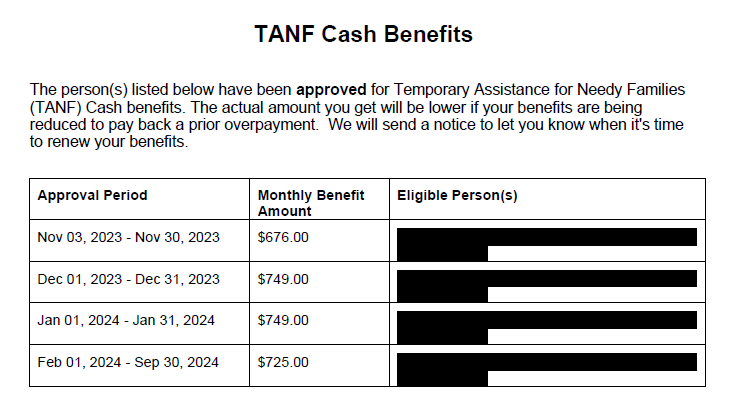 TANF Cash Benefits
The person(s) listed below have been approved for Temporary Assistance for Needy Families
(TANF) Cash benefits. The actual amount you get will be lower if your benefits are being
reduced to pay back a prior overpayment.  We will send a notice to let you know when it's time
to renew your benefits.
Approval Period Monthly Benefit Eligible Person(s)
Amount
Nov 03, 2023 - Nov 30, 2023 $676.00
Dec 01, 2023 - Dec 31, 2023 $749.00
Jan 01, 2024 - Jan 31, 2024 $749.00
Feb 01, 2024 - Sep 30, 2024 $725.00